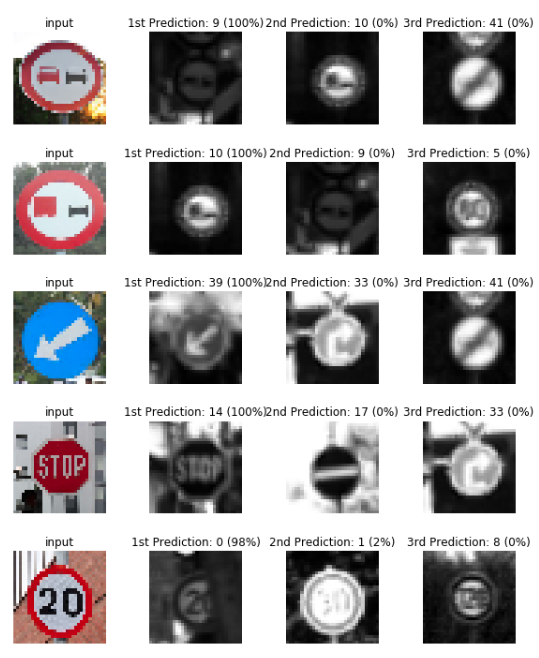 input 1st Prediction: 9 (100%) 2nd Prediction: 10 (0%) 3rd Prediction: 41 (0%)
input 1st Prediction: 10 (100%) 2nd Prediction: 9 (0%) 3rd Prediction: 5 (0%)
input 1st Prediction: 39 (100%) 2nd Prediction: 33 (0%) 3rd Prediction: 41 (0%)
input 1st Prediction: 14 (100%) 2nd Prediction: 17 (0%) 3rd Prediction: 33 (0%)
STOP STOP
input 1st Prediction: 0 (98%) 2nd Prediction: 1 (2%) 3rd Prediction: 8 (0%)
20 20 30